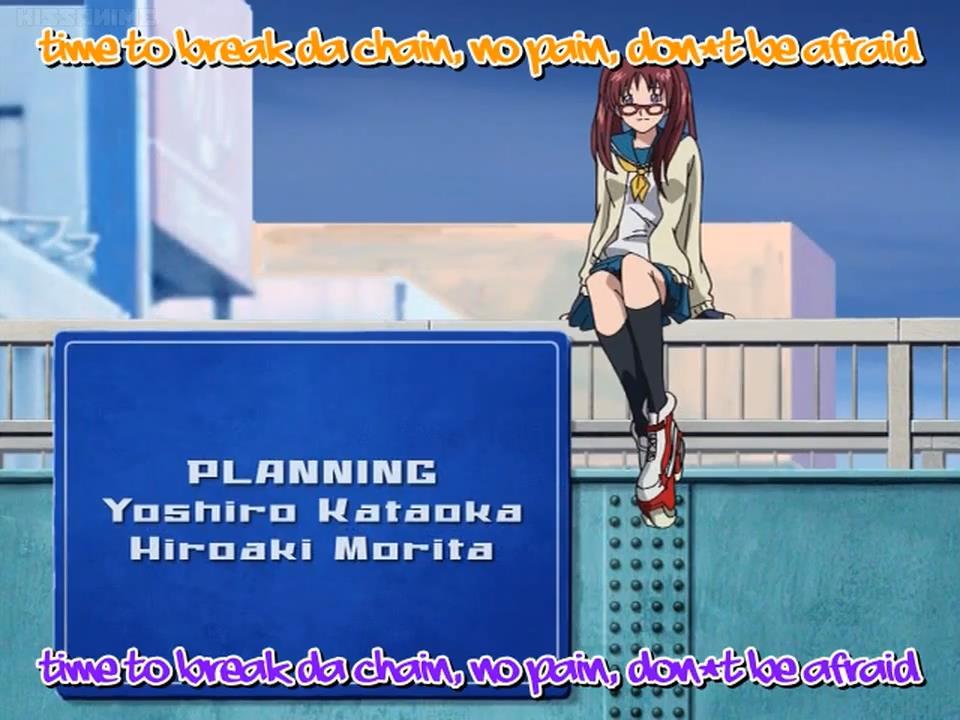 KISSANIME
time to break da chain, no pain, don*t be afraid
PLANNING
Yoshiro Kataoka
Hiroaki Morita
time to break da chain, no pain, don*t be afraid